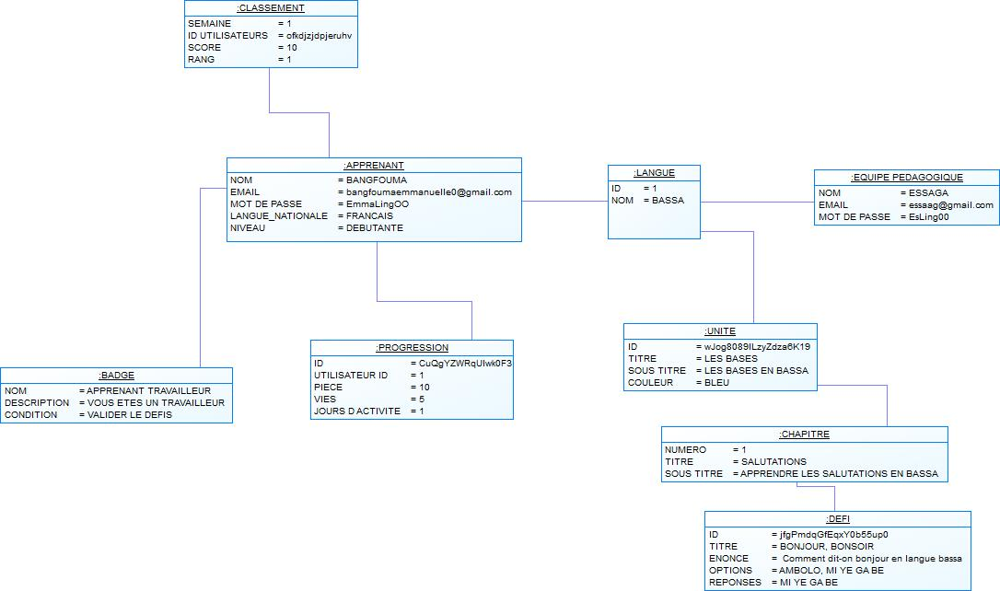 :CLASSEMENT
SEMAINE = 1
ID UTILISATEURS = ofkdjzjdpjeruhv
SCORE = 10
RANG = 1
:APPRENANT
NOM = BANGFOUMA
EMAIL = bangfoumaemmanuelle0@gmail.com
MOT DE PASSE = EmmaLingOO
LANGUE_NATIONALE = FRANCAIS
NIVEAU = DEBUTANTE
:LANGUE
ID = 1
NOM = BASSA
:EQUIPE PEDAGOGIQUE
NOM = ESSAGA
EMAIL = essaag@gmail.com
MOT DE PASSE = EsLing00
:UNITE
ID = wJog8089ILzyZdza6K19
TITRE = LES BASES
SOUS TITRE = LES BASES EN BASSA
COULEUR = BLEU
:PROGRESSION
ID = CuQgYZWRqUIwk0F3
UTILISATEUR ID = 1
PIECE = 10
VIES = 5
JOURS D ACTIVITE = 1
:BADGE
NOM = APPRENANT TRAVAILLEUR
DESCRIPTION = VOUS ETES UN TRAVAILLEUR
CONDITION = VALIDER LE DEFIS
:CHAPITRE
NUMERO = 1
TITRE = SALUTATIONS
SOUS TITRE = APPRENDRE LES SALUTATIONS EN BASSA
:DEFI
ID = jfgPmdqGfEqxY0b55up0
TITRE = BONJOUR, BONSOIR
ENONCE = Comment dit-on bonjour en langue bassa
OPTIONS = AMBOLO, MI YE GA BE
REPONSES = MI YE GA BE